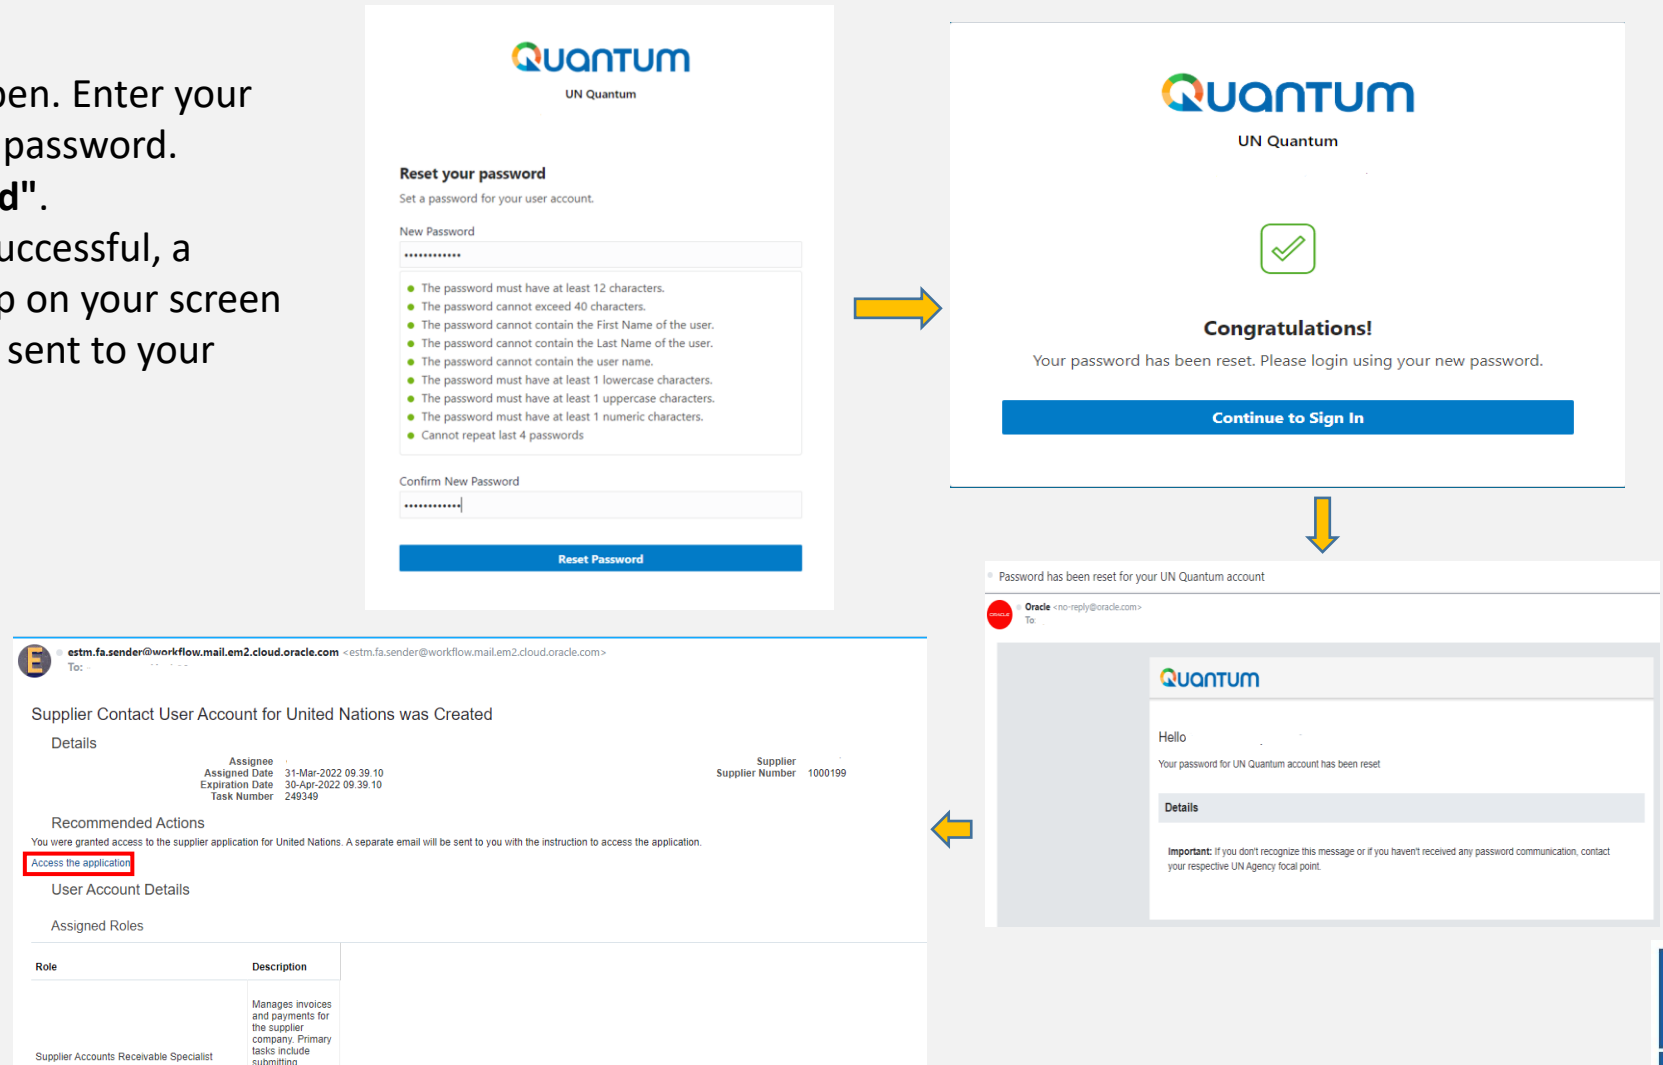 pen. Enter your
password.
d".
uccessful, a
p on your screen
sent to your
QUANTUM
UN Quantum
Reset your password
Set a password for your user account.
New Password
••••••••••••
The password must have at least 12 characters.
The password cannot exceed 40 characters.
The password cannot contain the First Name of the user.
The password cannot contain the Last Name of the user.
The password cannot contain the user name.
The password must have at least 1 lowercase characters.
The password must have at least 1 uppercase characters.
The password must have at least 1 numeric characters.
Cannot repeat last 4 passwords
Confirm New Password
••••••••••••
Reset Password
QUANTUM
UN Quantum
Congratulations!
Your password has been reset. Please login using your new password.
Continue to Sign In
Password has been reset for your UN Quantum account
ORACLE
Oracle <no-reply@oracle.com>
To:
QUANTUM
Hello
Your password for UN Quantum account has been reset
Details
Important: If you don't recognize this message or if you haven't received any password communication, contact
your respective UN Agency focal point.
E
estm.fa.sender@workflow.mail.em2.cloud.oracle.com <estm.fa.sender@workflow.mail.em2.cloud.oracle.com>
To:
Supplier Contact User Account for United Nations was Created
Details
Assignee
Supplier
Assigned Date 31-Mar-2022 09.39.10
Supplier Number 1000199
Expiration Date 30-Apr-2022 09.39.10
Task Number 249349
Recommended Actions
You were granted access to the supplier application for United Nations. A separate email will be sent to you with the instruction to access the application.
Access the application
User Account Details
Assigned Roles
Role Description
Manages invoices
and payments for
the supplier
company. Primary
tasks include
Supplier Accounts Receivable Specialist
submitting